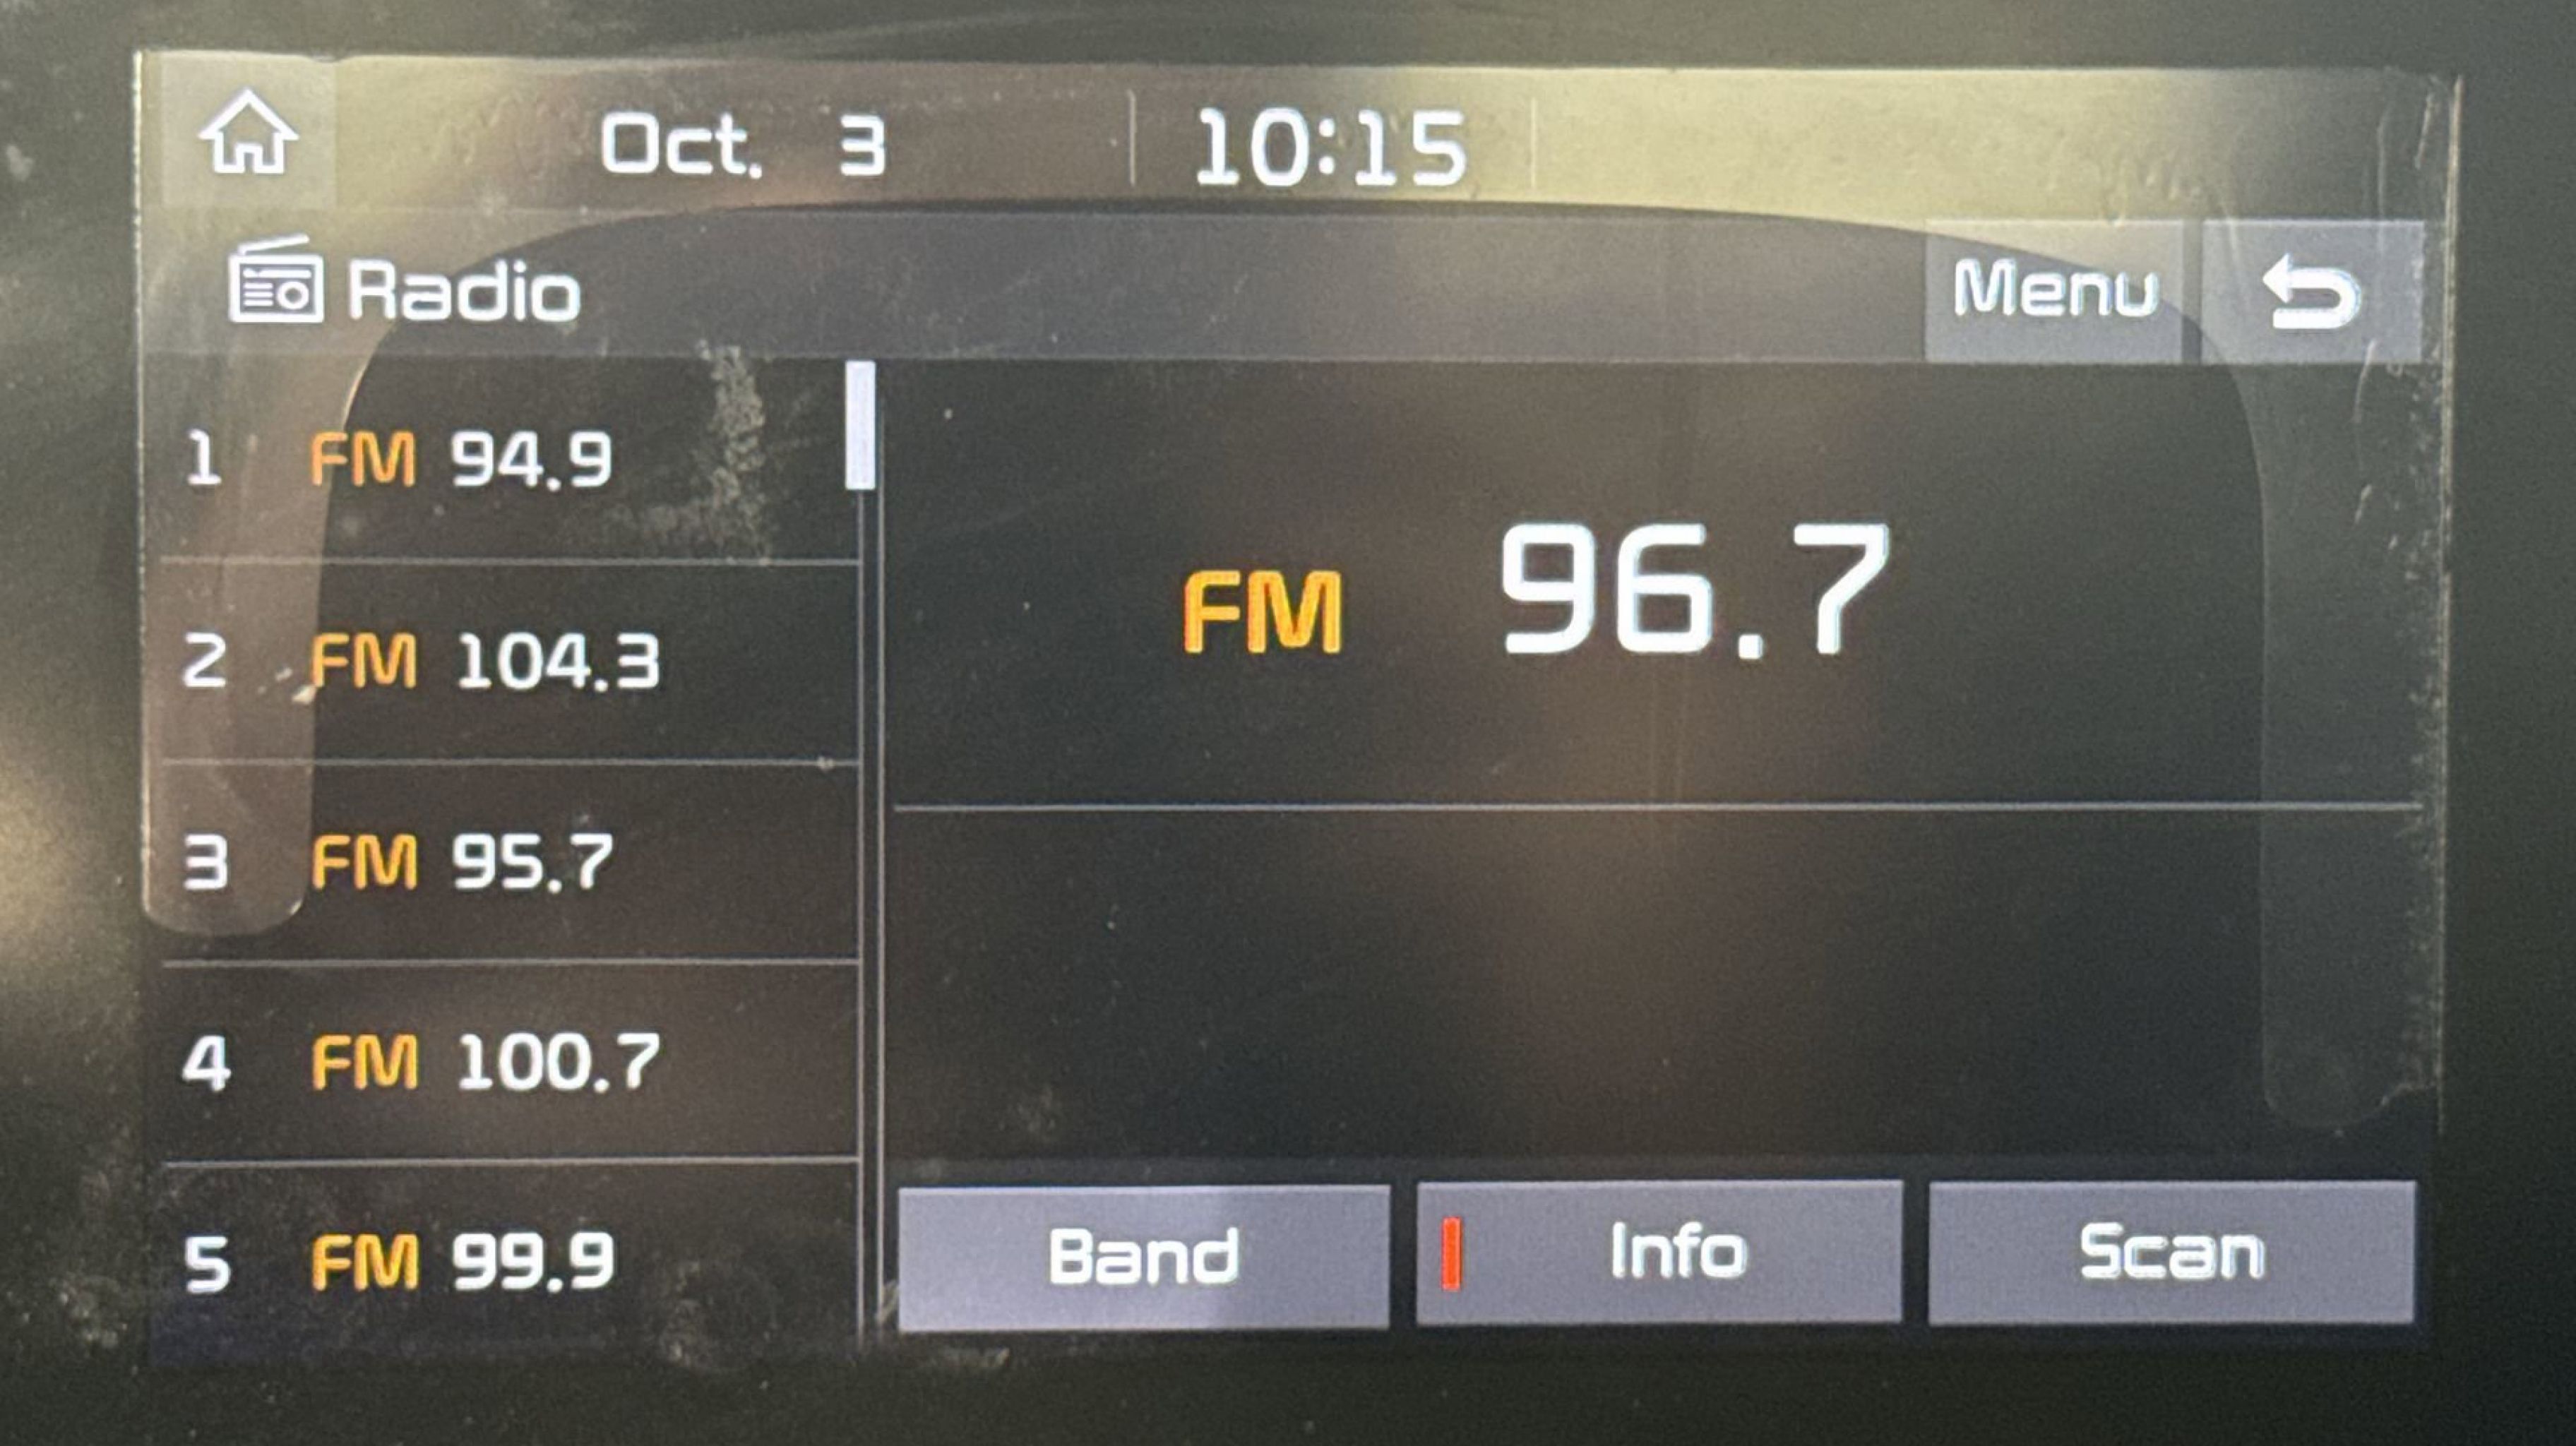 Oct. 3 10:15
Radio Menu
1 FM 94.9
2 FM 104.3
3 FM 95.7
4 FM 100.7
5 FM 99.9
FM 96.7
Band Info Scan